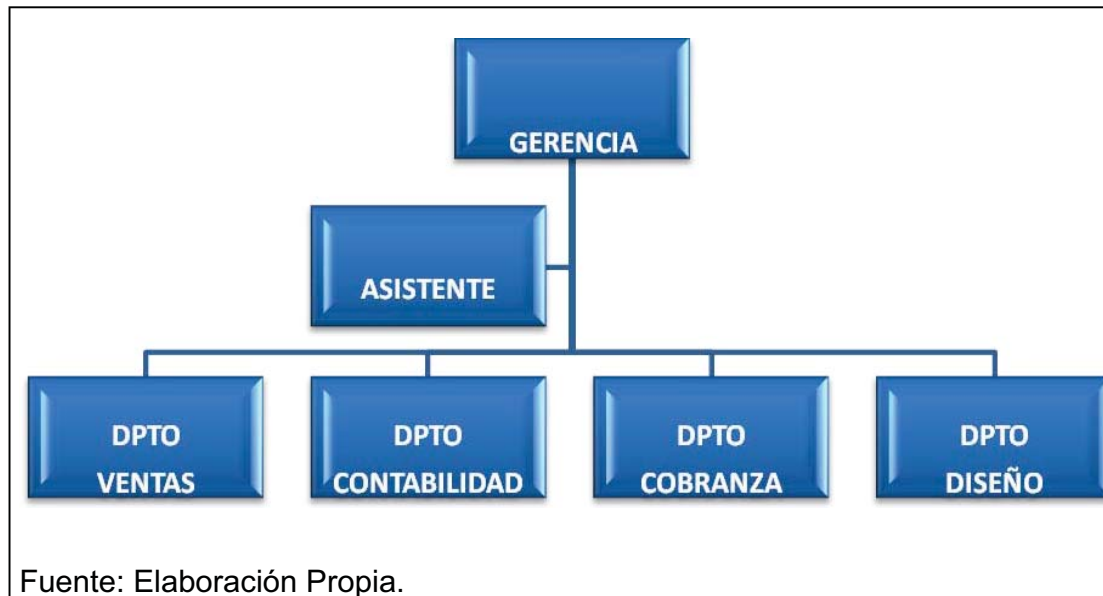 GERENCIA
ASISTENTE
DPTO
VENTAS
DPTO
CONTABILIDAD
DPTO
COBRANZA
DPTO
DISEÑO
Fuente: Elaboración Propia.